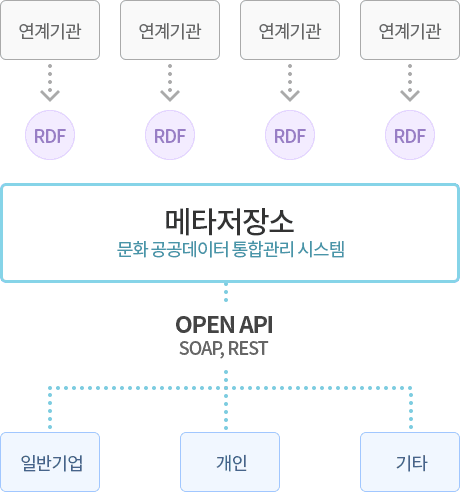 연계기관 연계기관 연계기관 연계기관
RDF RDF RDF RDF
메타저장소
문화 공공데이터 통합관리 시스템
OPEN API
SOAP, REST
일반기업 개인 기타